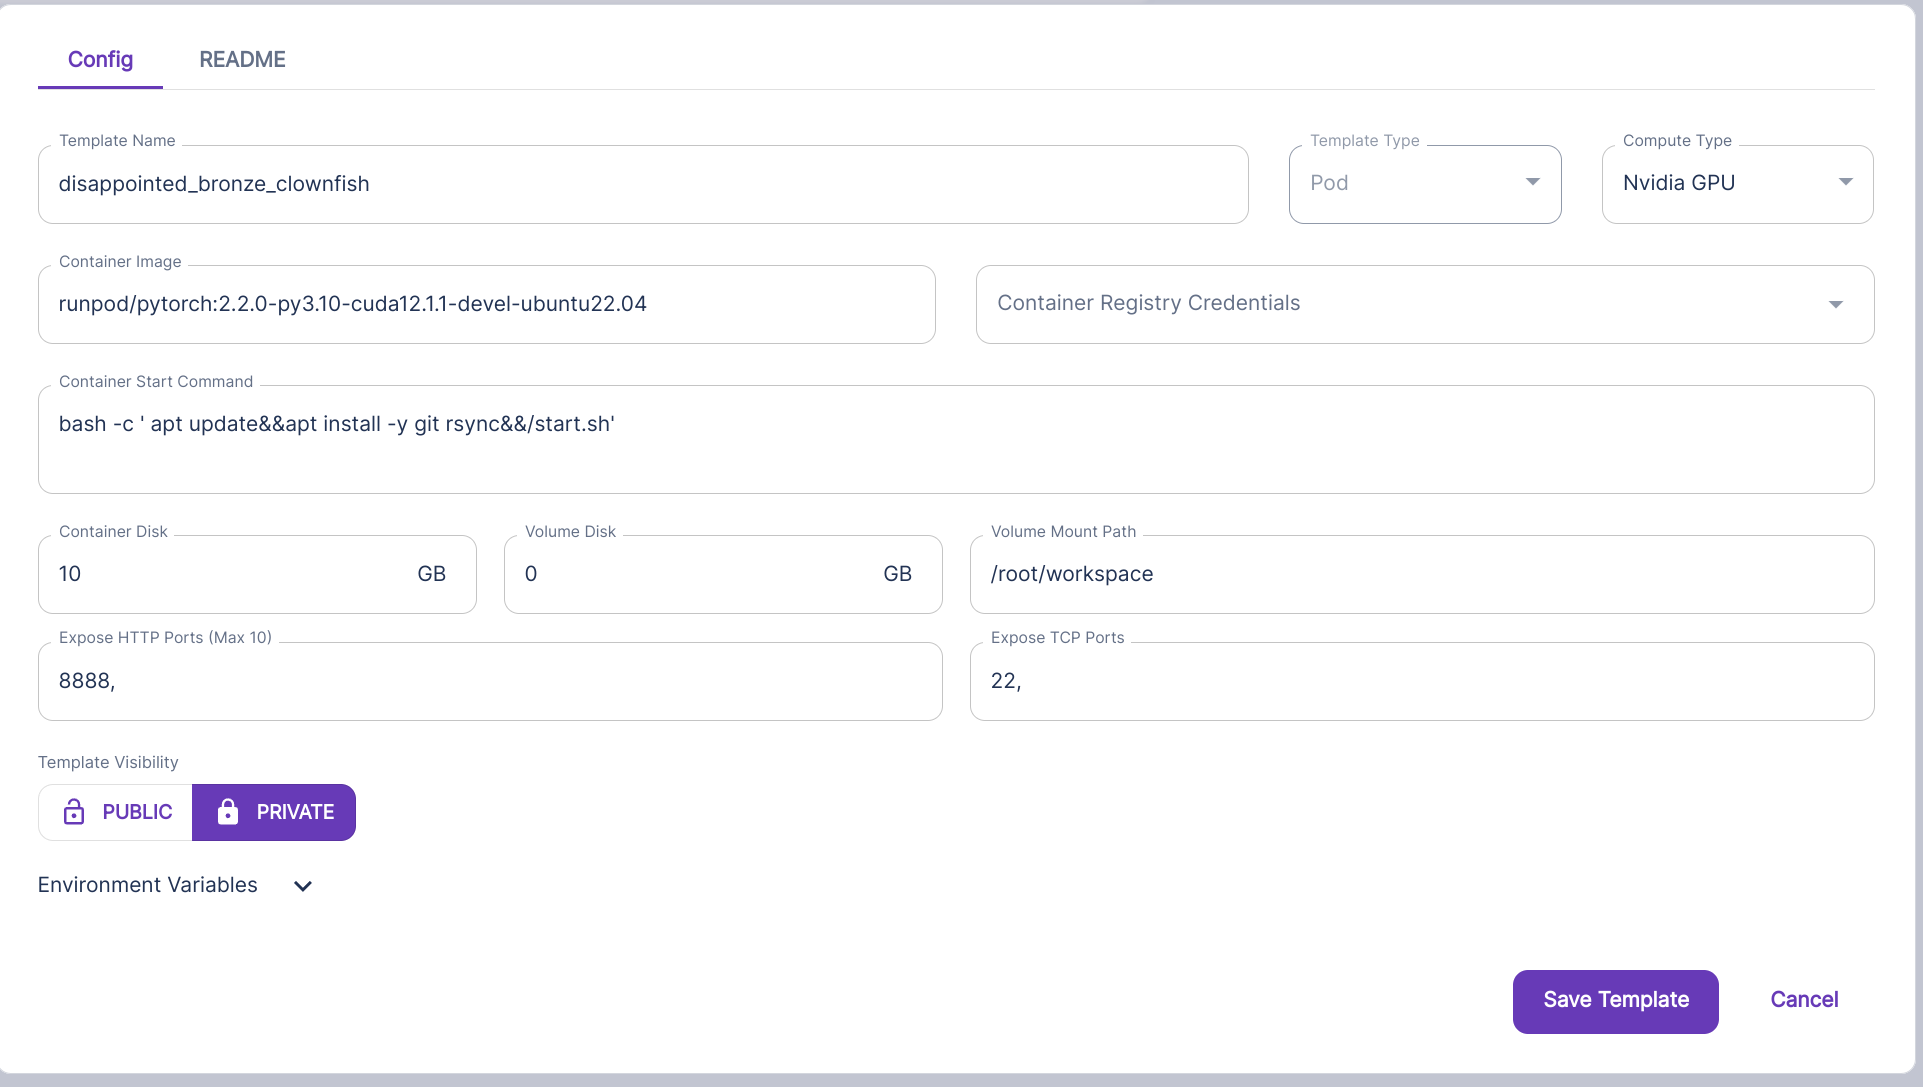 Config README
Template Name
disappointed_bronze_clownfish
Template Type
Pod
Compute Type
Nvidia GPU
Container Image
runpod/pytorch:2.2.0-py3.10-cuda12.1.1-devel-ubuntu22.04
Container Registry Credentials
Container Start Command
bash -c ' apt update&&apt install -y git rsync&&/start.sh'
Container Disk
10 GB
Volume Disk
0 GB
Volume Mount Path
/root/workspace
Expose HTTP Ports (Max 10)
8888,
Expose TCP Ports
22,
Template Visibility
PUBLIC PRIVATE
Environment Variables
Save Template Cancel